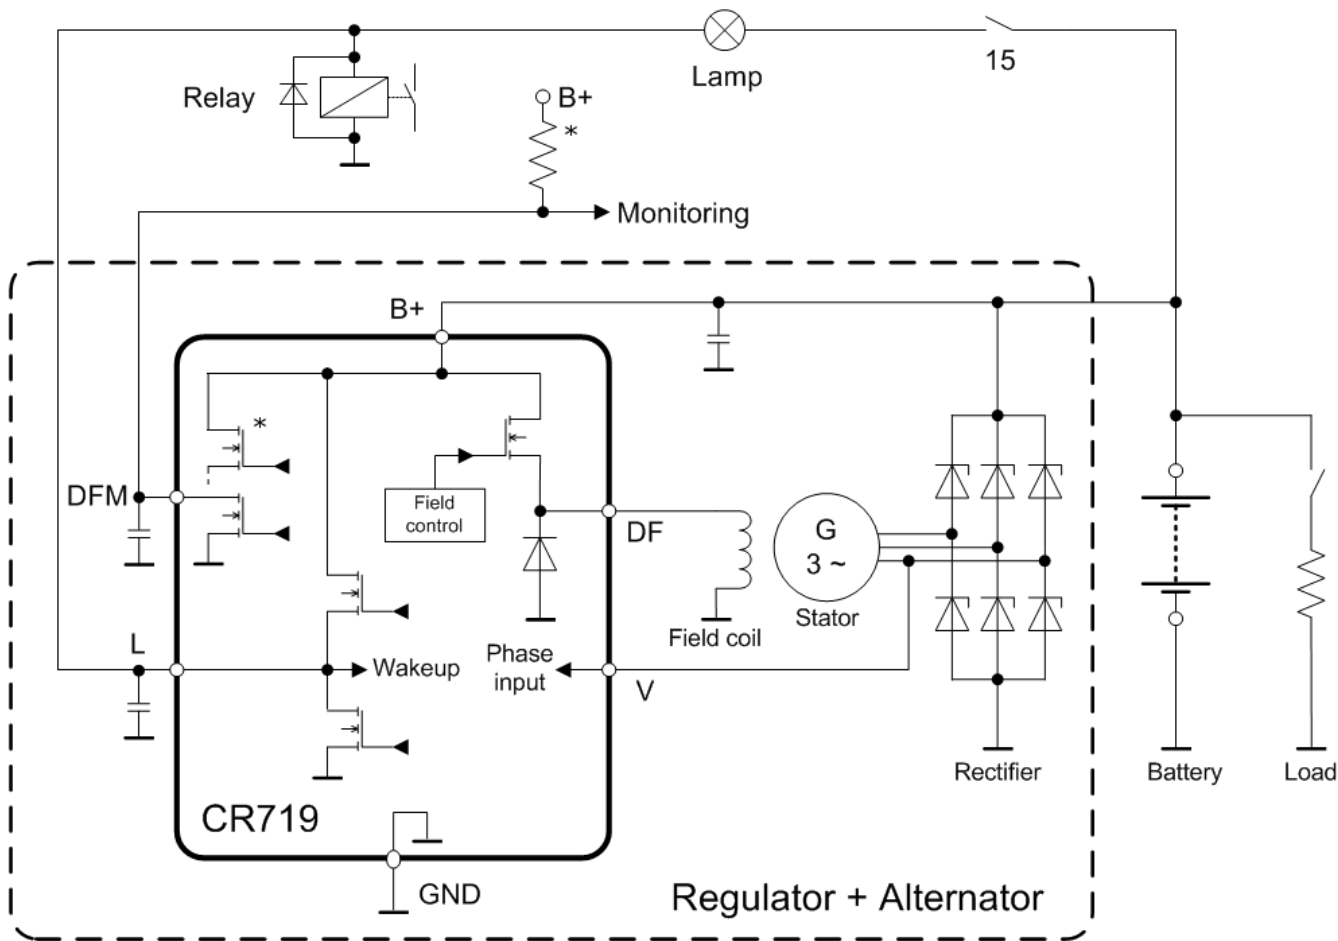 Lamp
15
Relay
B+
*
Monitoring
B+
*
DFM
Field
control
DF
G
3 ~
Stator
Field coil
L
Wakeup
Phase
input
V
Rectifier
Battery
Load
CR719
GND
Regulator + Alternator